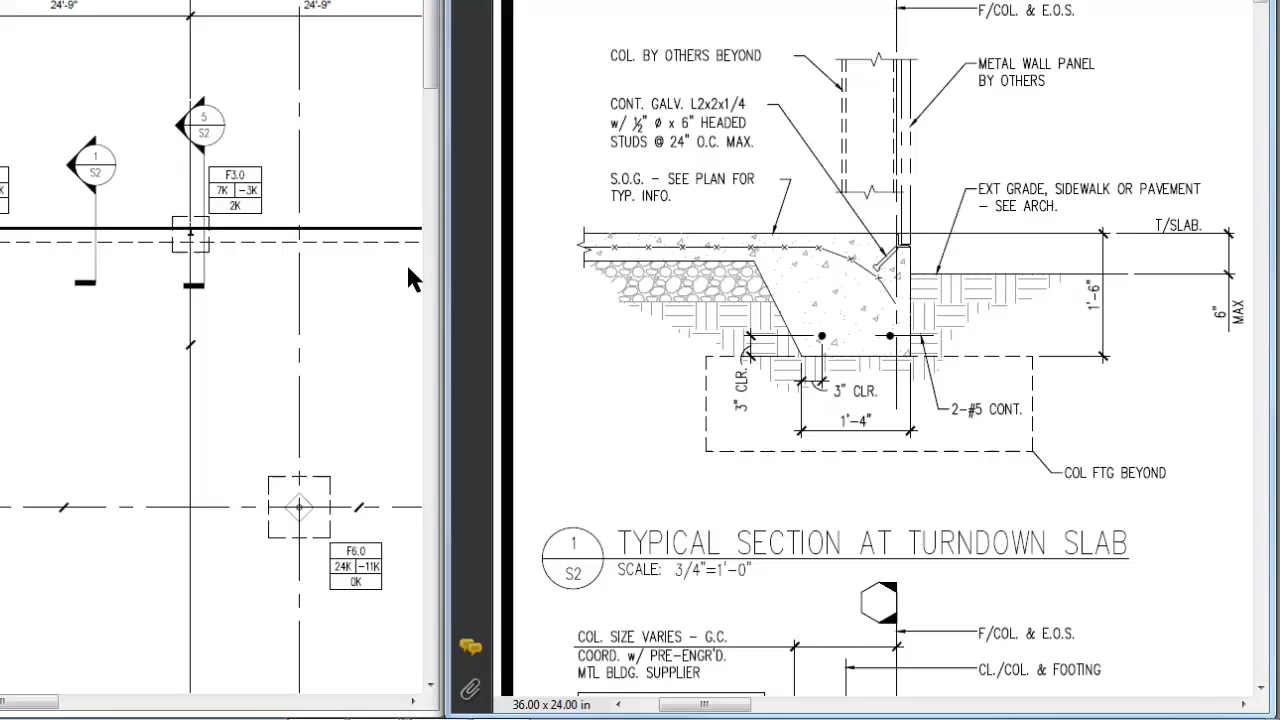 24'-9"
24'-9"
5
S2
1
S2
F3.0
7K -3K
2K
K
F6.0
24K -11K
0K
F/COL. & E.O.S.
COL. BY OTHERS BEYOND
METAL WALL PANEL
BY OTHERS
CONT. GALV. L2x2x1/4
w/ ½" Ø x 6" HEADED
STUDS @ 24" O.C. MAX.
S.O.G. - SEE PLAN FOR
TYP. INFO.
EXT GRADE, SIDEWALK OR PAVEMENT
- SEE ARCH.
T/SLAB.
1'-6"
6"
MAX
3" CLR.
3" CLR.
2-#5 CONT.
1'-4"
COL FTG BEYOND
1
S2
TYPICAL SECTION AT TURNDOWN SLAB
SCALE: 3/4"=1'-0"
COL. SIZE VARIES - G.C.
COORD. w/ PRE-ENGR'D.
MTL BLDG. SUPPLIER
F/COL. & E.O.S.
CL./COL. & FOOTING
36.00 x 24.00 in